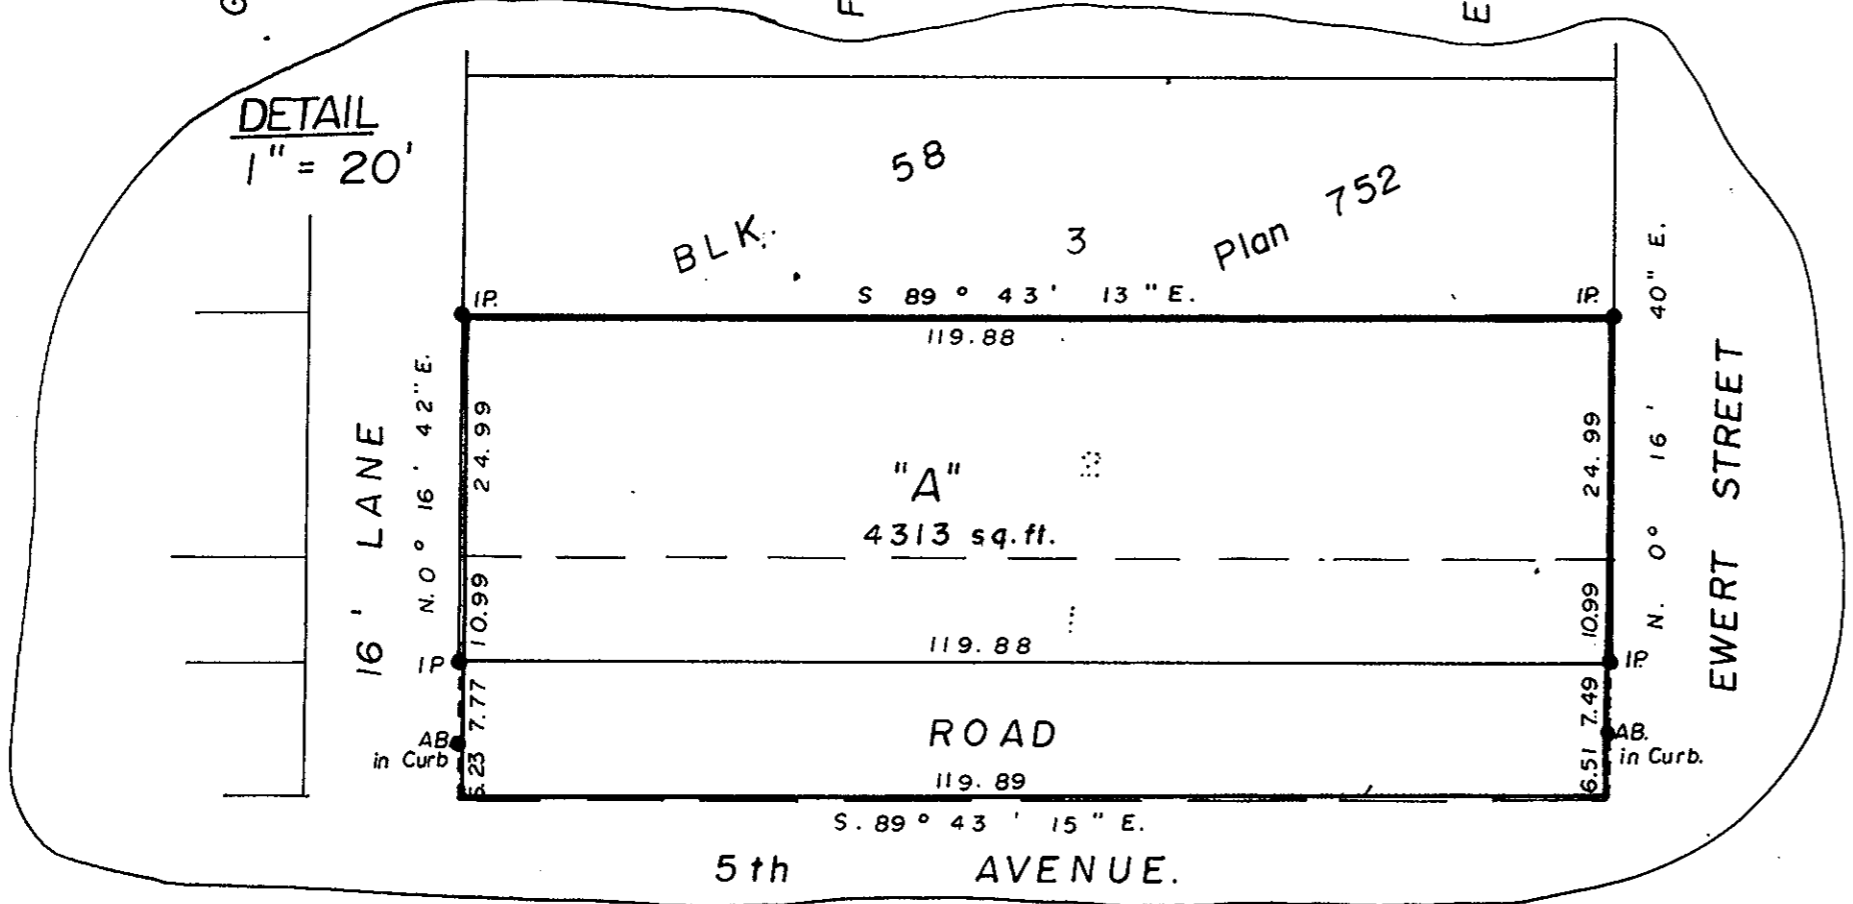 G
F
E
DETAIL
1" = 20'
58
BLK.
3
Plan 752
IP.
S 89° 43' 13" E.
IP.
119.88
16' LANE
N. 0° 16' 42" E.
24.99
10.99
"A"
4313 sq.ft.
24.99
10.99
N. 0° 16' 40" E.
EWERT STREET
119.88
IP
IP.
7.77
7.49
ROAD
AB.
in Curb
AB.
in Curb.
5.23
6.51
119.89
S. 89° 43' 15" E.
5th AVENUE.